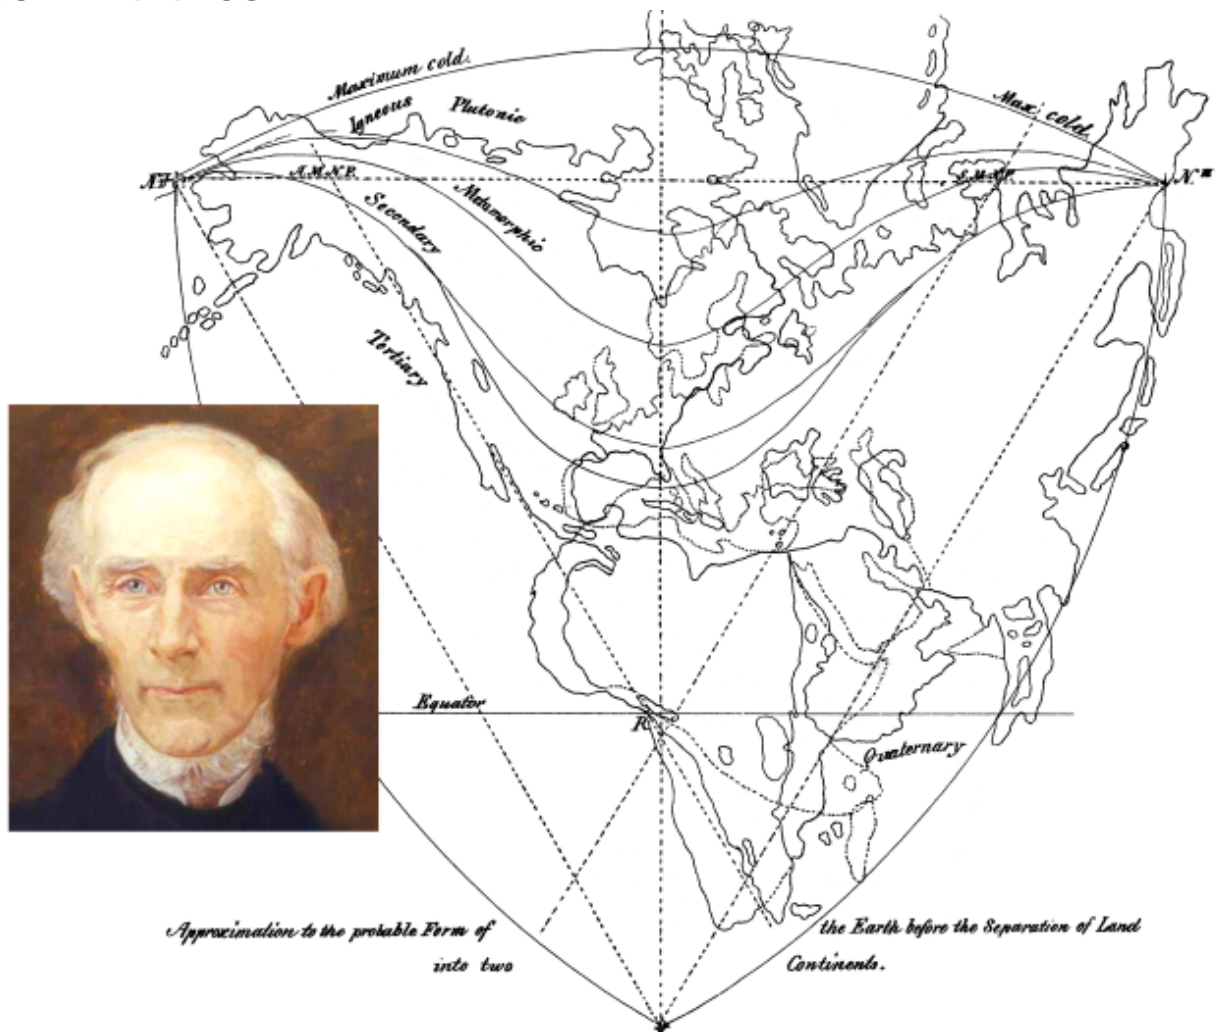 Maximum cold.
Max. cold.
Igneous
Plutonic
A.M.N.P.
Metamorphic
Secondary
Tertiary
Equator
R
Quaternary
Approximation to the probable Form of
the Earth before the Separation of Land
into two
Continents.